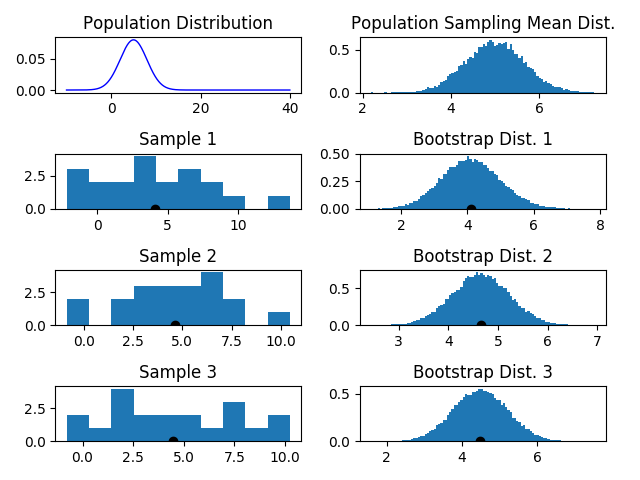 Population Distribution
0.05
0.00
0 20 40
Population Sampling Mean Dist.
0.5
0.0
2 4 6
Sample 1
2.5
0.0
0 5 10
Bootstrap Dist. 1
0.50
0.25
0.00
2 4 6 8
Sample 2
2.5
0.0
0.0 2.5 5.0 7.5 10.0
Bootstrap Dist. 2
0.5
0.0
3 4 5 6 7
Sample 3
2.5
0.0
0.0 2.5 5.0 7.5 10.0
Bootstrap Dist. 3
0.5
0.0
2 4 6